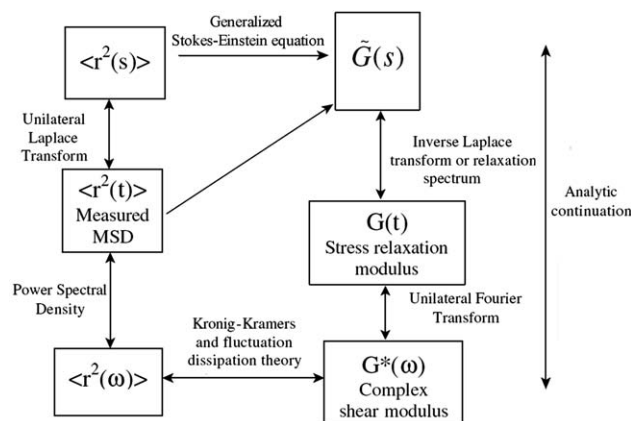 Generalized
Stokes-Einstein equation
<r²(s)>
G̃(s)
Unilateral
Laplace
Transform
Inverse Laplace
transform or relaxation
spectrum
<r²(t)>
Measured
MSD
Analytic
continuation
G(t)
Stress relaxation
modulus
Power Spectral
Density
Unilateral Fourier
Transform
Kronig-Kramers
and fluctuation
dissipation theory
<r²(ω)>
G*(ω)
Complex
shear modulus